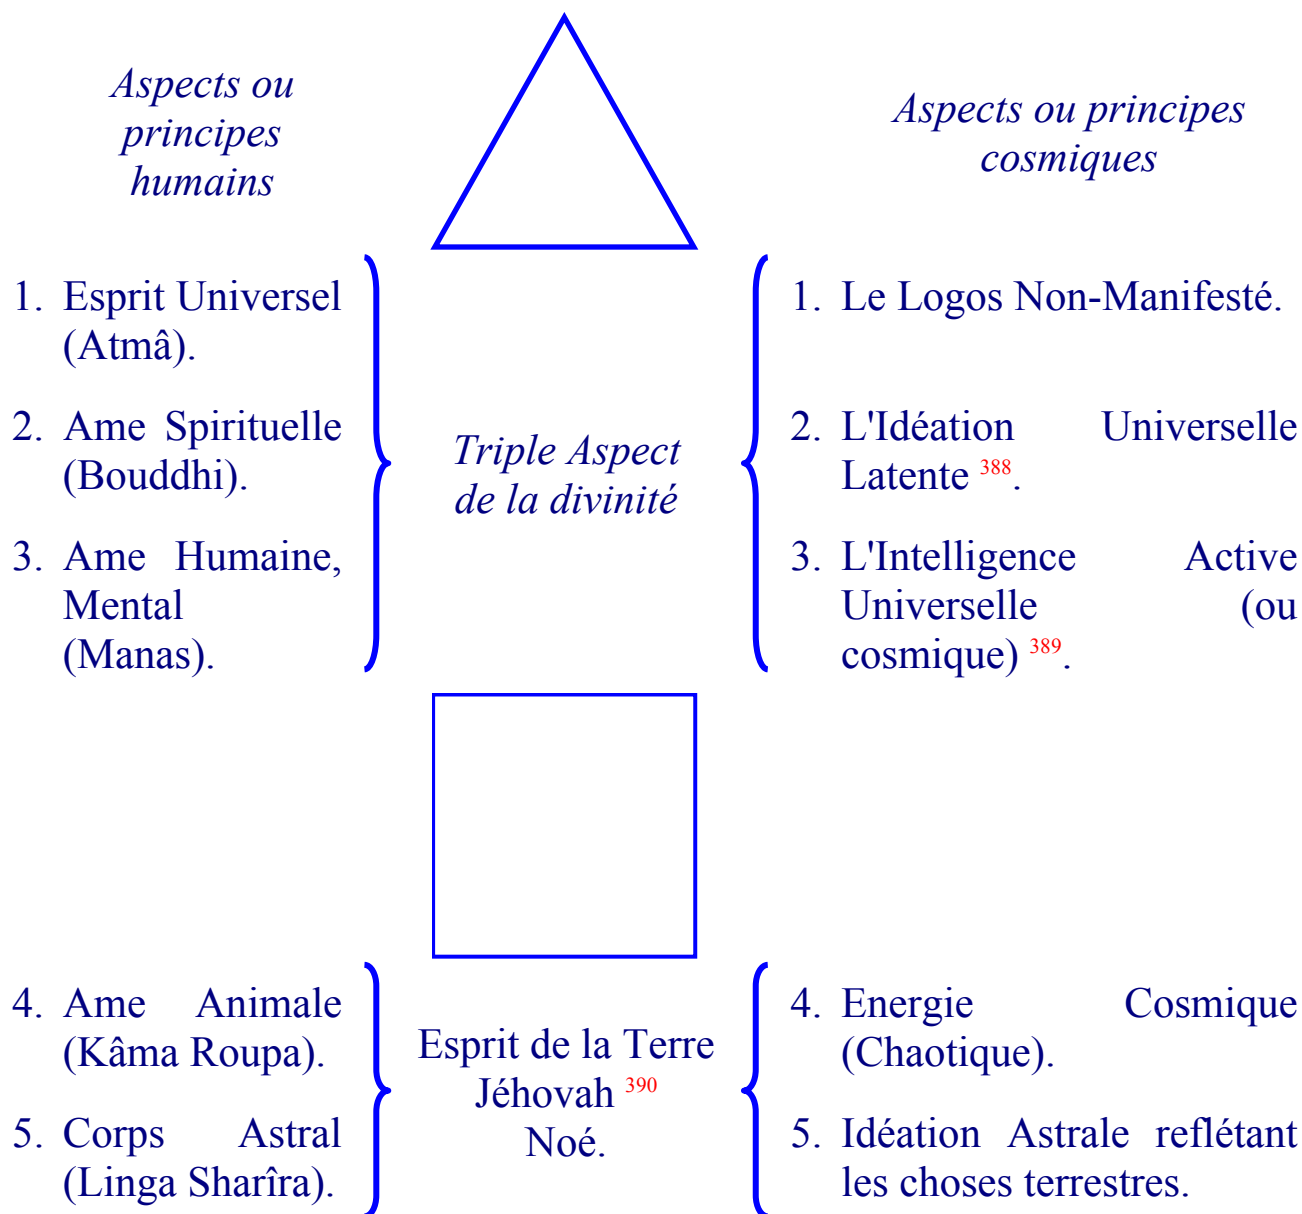 Aspects ou
principes
humains
Aspects ou principes
cosmiques
1. Esprit Universel
(Atmâ).
2. Ame Spirituelle
(Bouddhi).
3. Ame Humaine,
Mental
(Manas).
Triple Aspect
de la divinité
1. Le Logos Non-Manifesté.
2. L'Idéation Universelle
Latente 388.
3. L'Intelligence Active
Universelle (ou
cosmique) 389.
4. Ame Animale
(Kâma Roupa).
5. Corps Astral
(Linga Sharîra).
Esprit de la Terre
Jéhovah 390
Noé.
4. Energie Cosmique
(Chaotique).
5. Idéation Astrale reflétant
les choses terrestres.